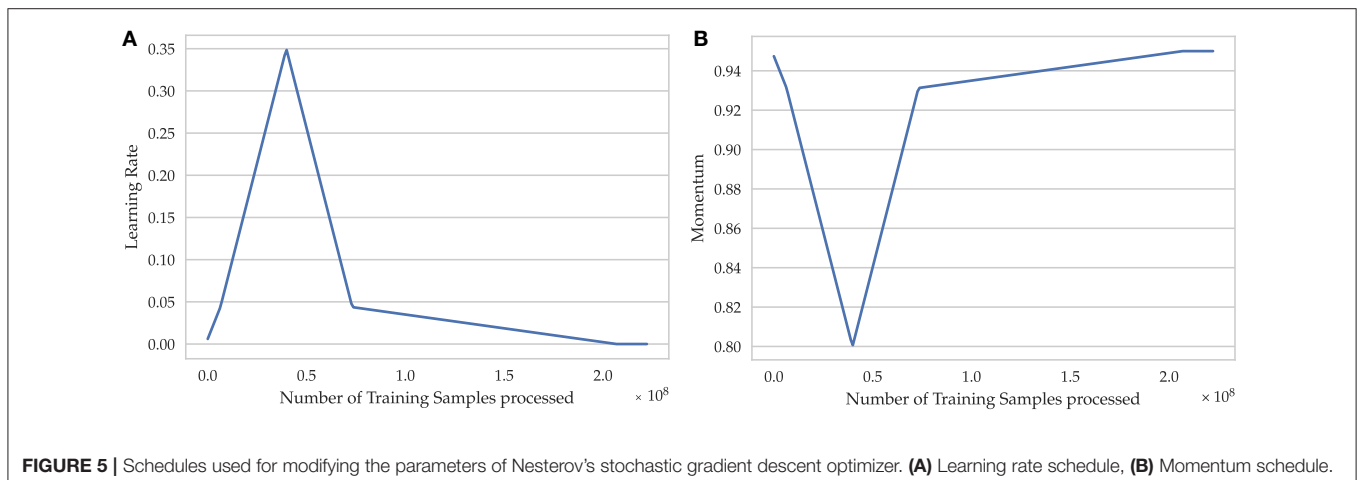 A
0.35
0.30
0.25
0.20
0.15
0.10
0.05
0.00
Learning Rate
0.0 0.5 1.0 1.5 2.0
Number of Training Samples processed × 10⁸
B
0.94
0.92
0.90
0.88
0.86
0.84
0.82
0.80
Momentum
0.0 0.5 1.0 1.5 2.0
Number of Training Samples processed × 10⁸
FIGURE 5 | Schedules used for modifying the parameters of Nesterov's stochastic gradient descent optimizer. (A) Learning rate schedule, (B) Momentum schedule.